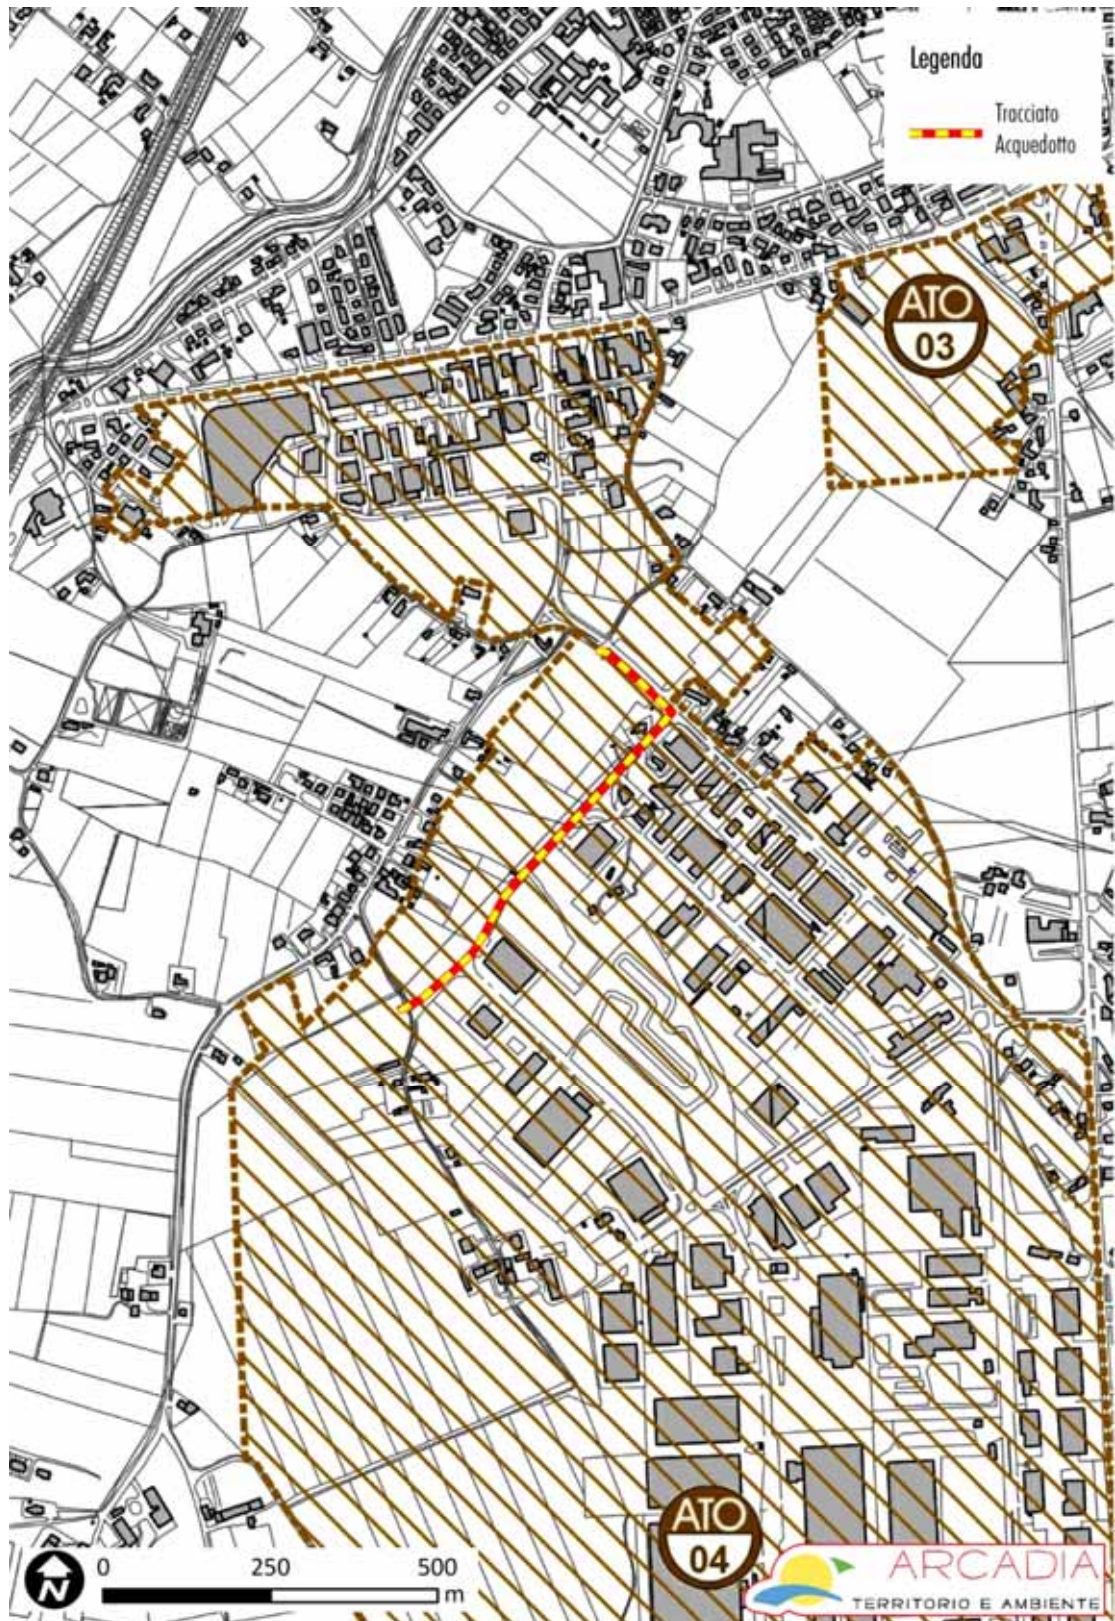 Legenda
Tracciato
Acquedotto
ATO
03
ATO
04
N
0 250 500
m
ARCADIA
TERRITORIO E AMBIENTE